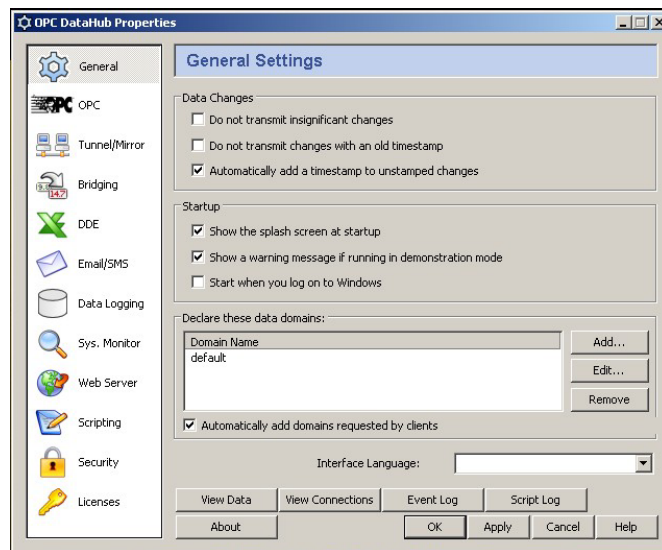 OPC DataHub Properties
General
OPC
Tunnel/Mirror
Bridging
DDE
Email/SMS
Data Logging
Sys. Monitor
Web Server
Scripting
Security
Licenses
General Settings
Data Changes
Do not transmit insignificant changes
Do not transmit changes with an old timestamp
Automatically add a timestamp to unstamped changes
Startup
Show the splash screen at startup
Show a warning message if running in demonstration mode
Start when you log on to Windows
Declare these data domains:
Domain Name
default
Add...
Edit...
Remove
Automatically add domains requested by clients
Interface Language:
View Data View Connections Event Log Script Log
About OK Apply Cancel Help